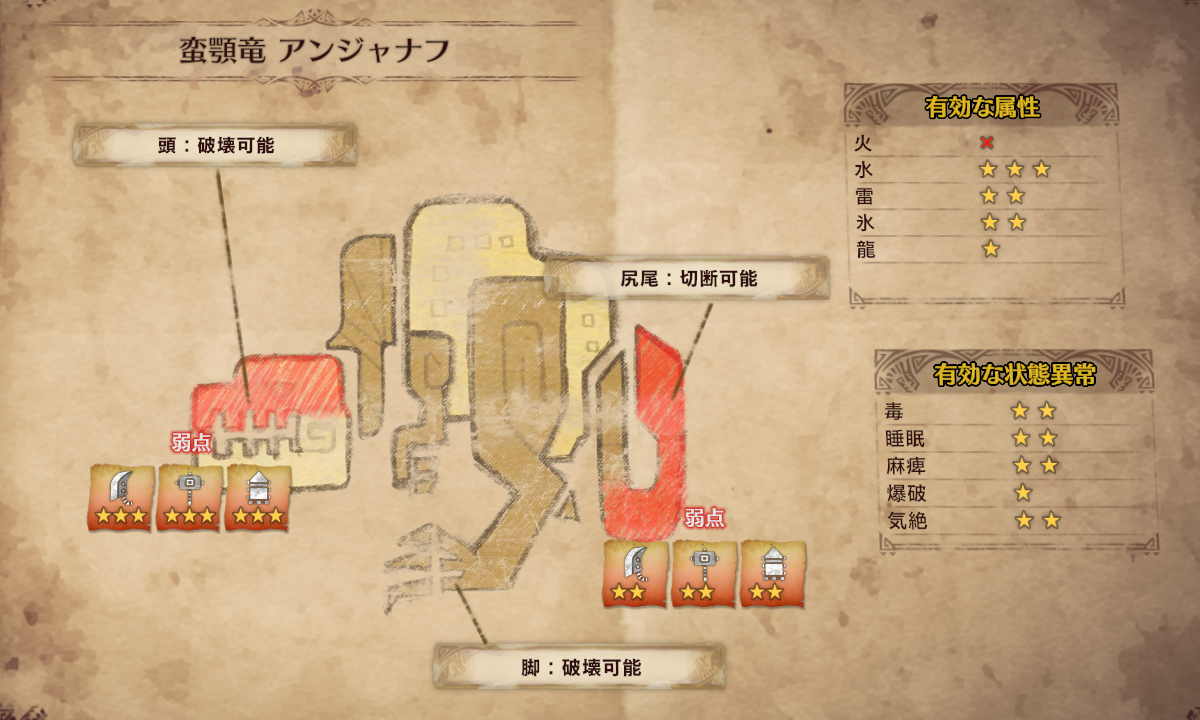 蛮顎竜 アンジャナフ
頭：破壊可能
尻尾：切断可能
弱点
弱点
脚：破壊可能
有効な属性
火 ×
水 ★★★
雷 ★★
氷 ★★
龍 ★
有効な状態異常
毒 ★★
睡眠 ★★
麻痺 ★★
爆破 ★
気絶 ★★